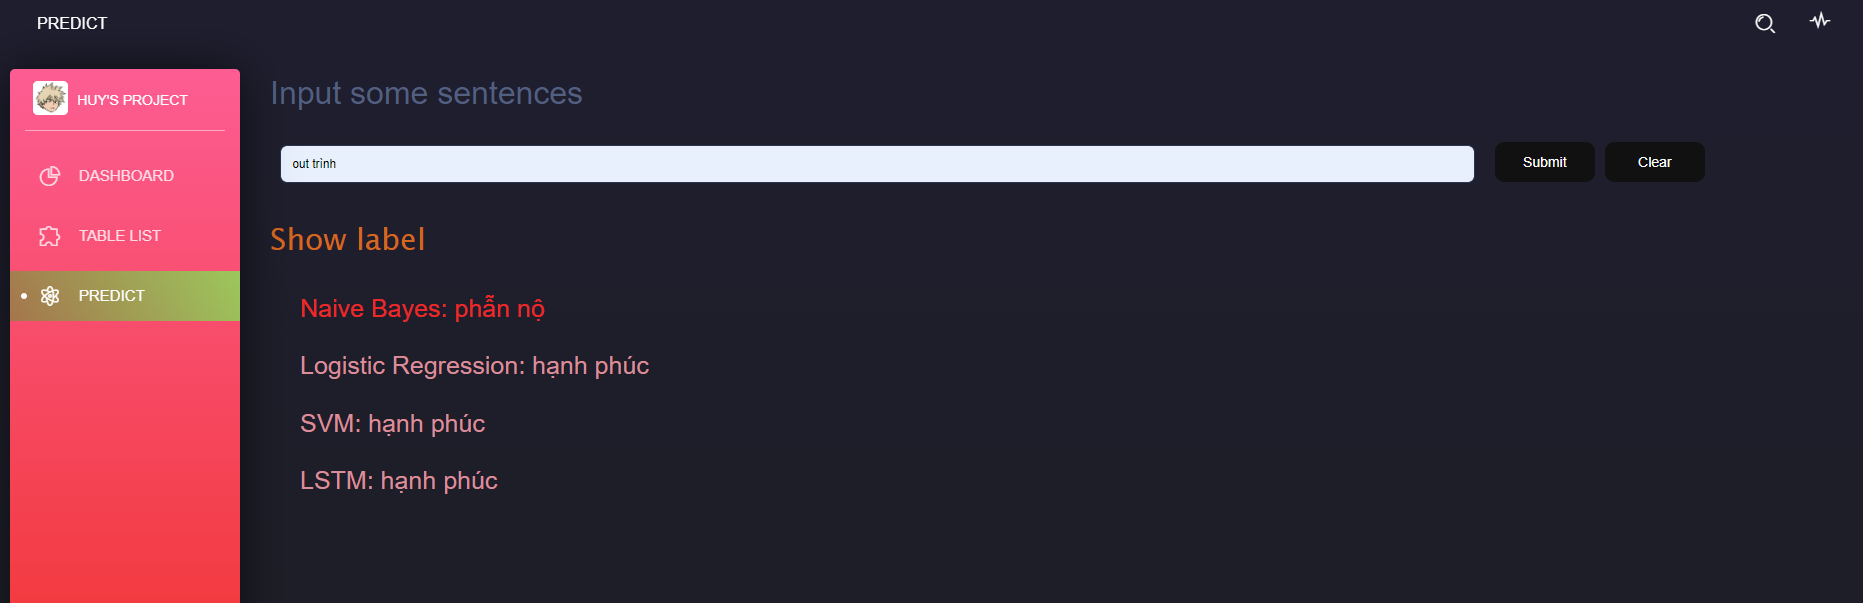 PREDICT
HUY'S PROJECT
DASHBOARD
TABLE LIST
PREDICT
Input some sentences
out trình
Submit
Clear
Show label
Naive Bayes: phẫn nộ
Logistic Regression: hạnh phúc
SVM: hạnh phúc
LSTM: hạnh phúc